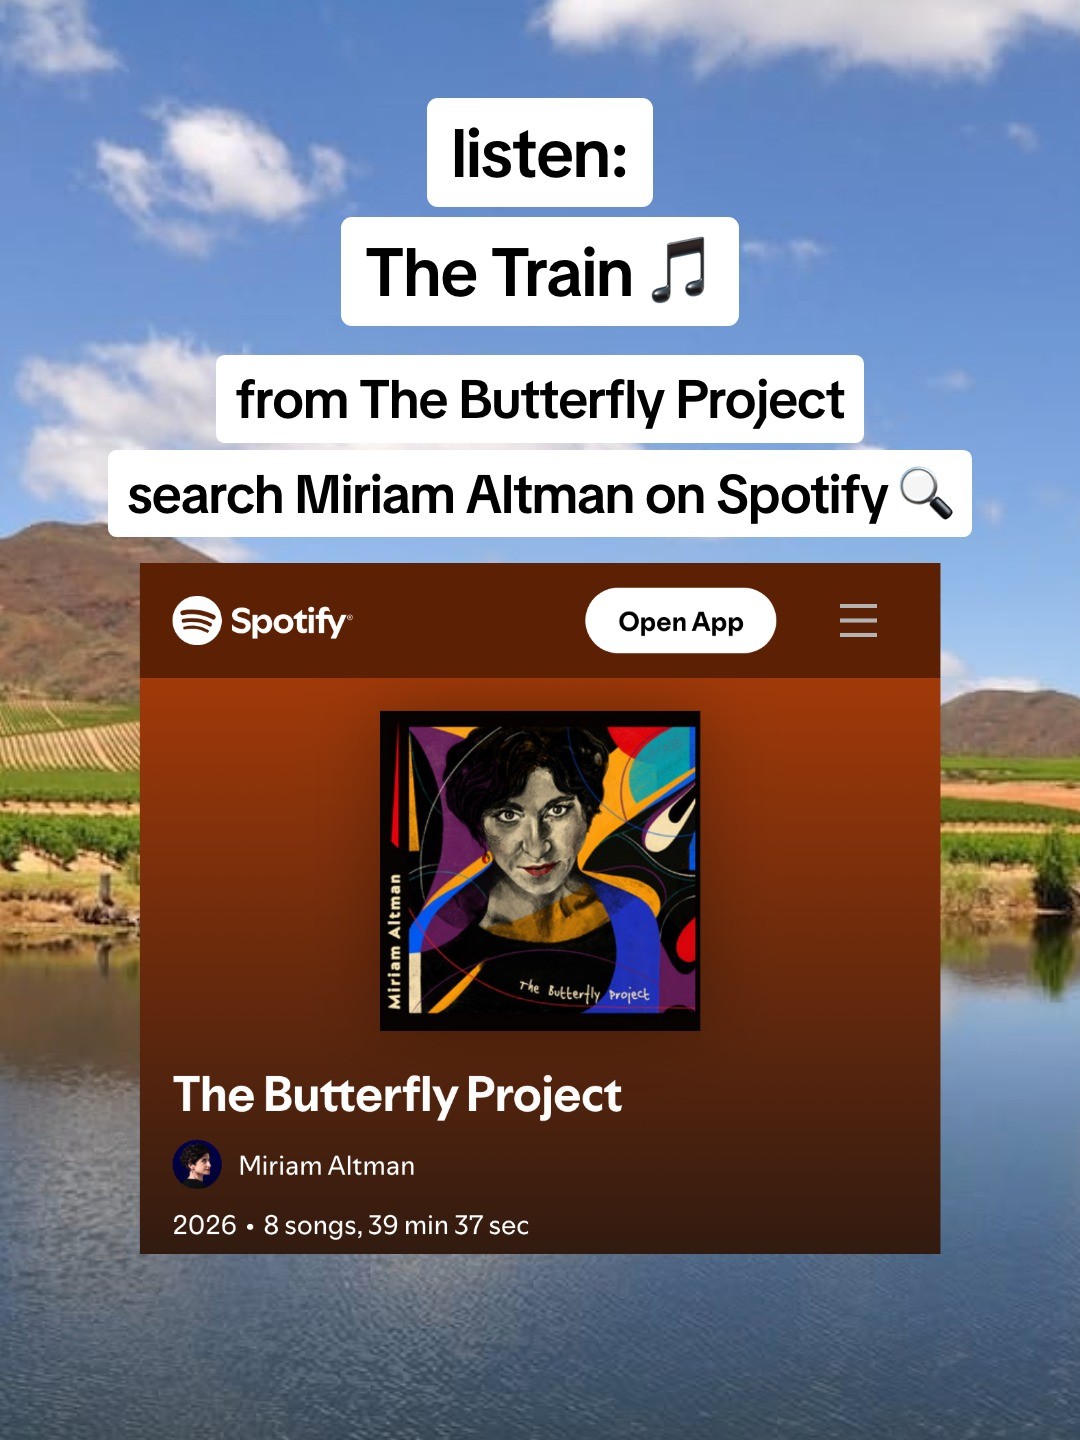 listen:
The Train 🎵
from The Butterfly Project
search Miriam Altman on Spotify 🔍
Spotify®
Open App
Miriam Altman
The Butterfly Project
The Butterfly Project
Miriam Altman
2026 • 8 songs, 39 min 37 sec